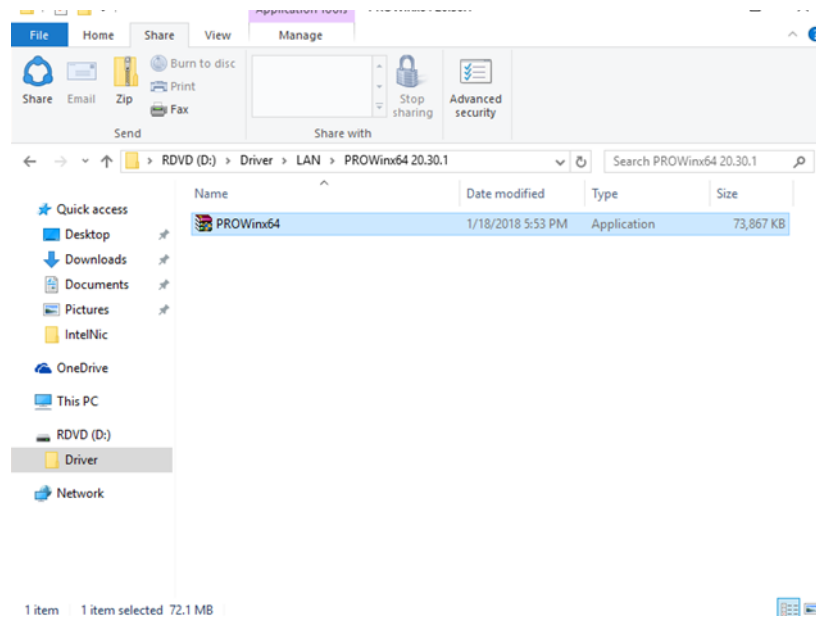 File Home Share View Manage
Share Email Zip Burn to disc
Print
Fax
Stop sharing
Advanced security
Send Share with
RDVD (D:) > Driver > LAN > PROWinx64 20.30.1 Search PROWinx64 20.30.1
Name Date modified Type Size
PROWinx64 1/18/2018 5:53 PM Application 73,867 KB
Quick access
Desktop
Downloads
Documents
Pictures
IntelNic
OneDrive
This PC
RDVD (D:)
Driver
Network
1 item 1 item selected 72.1 MB